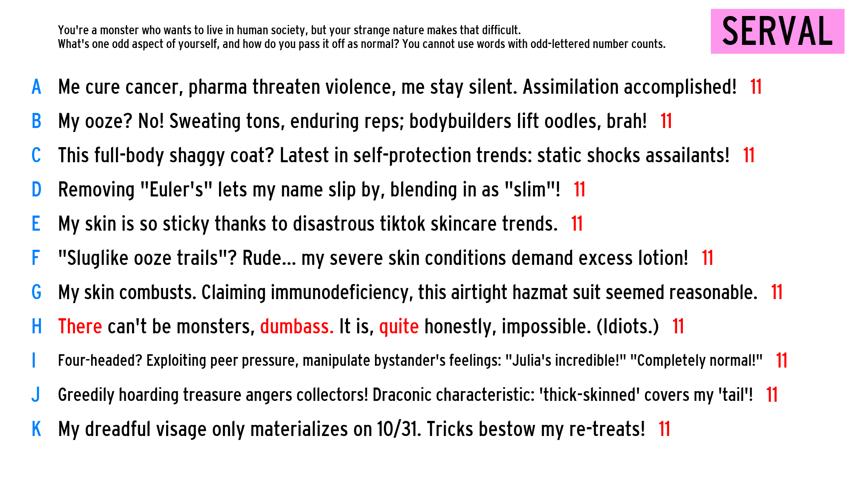 You're a monster who wants to live in human society, but your strange nature makes that difficult.
What's one odd aspect of yourself, and how do you pass it off as normal? You cannot use words with odd-lettered number counts.
SERVAL
A Me cure cancer, pharma threaten violence, me stay silent. Assimilation accomplished! 11
B My ooze? No! Sweating tons, enduring reps; bodybuilders lift oodles, brah! 11
C This full-body shaggy coat? Latest in self-protection trends: static shocks assailants! 11
D Removing "Euler's" lets my name slip by, blending in as "slim"! 11
E My skin is so sticky thanks to disastrous tiktok skincare trends. 11
F "Sluglike ooze trails"? Rude... my severe skin conditions demand excess lotion! 11
G My skin combusts. Claiming immunodeficiency, this airtight hazmat suit seemed reasonable. 11
H There can't be monsters, dumbass. It is, quite honestly, impossible. (Idiots.) 11
I Four-headed? Exploiting peer pressure, manipulate bystander's feelings: "Julia's incredible!" "Completely normal!" 11
J Greedily hoarding treasure angers collectors! Draconic characteristic: 'thick-skinned' covers my 'tail'! 11
K My dreadful visage only materializes on 10/31. Tricks bestow my re-treats! 11